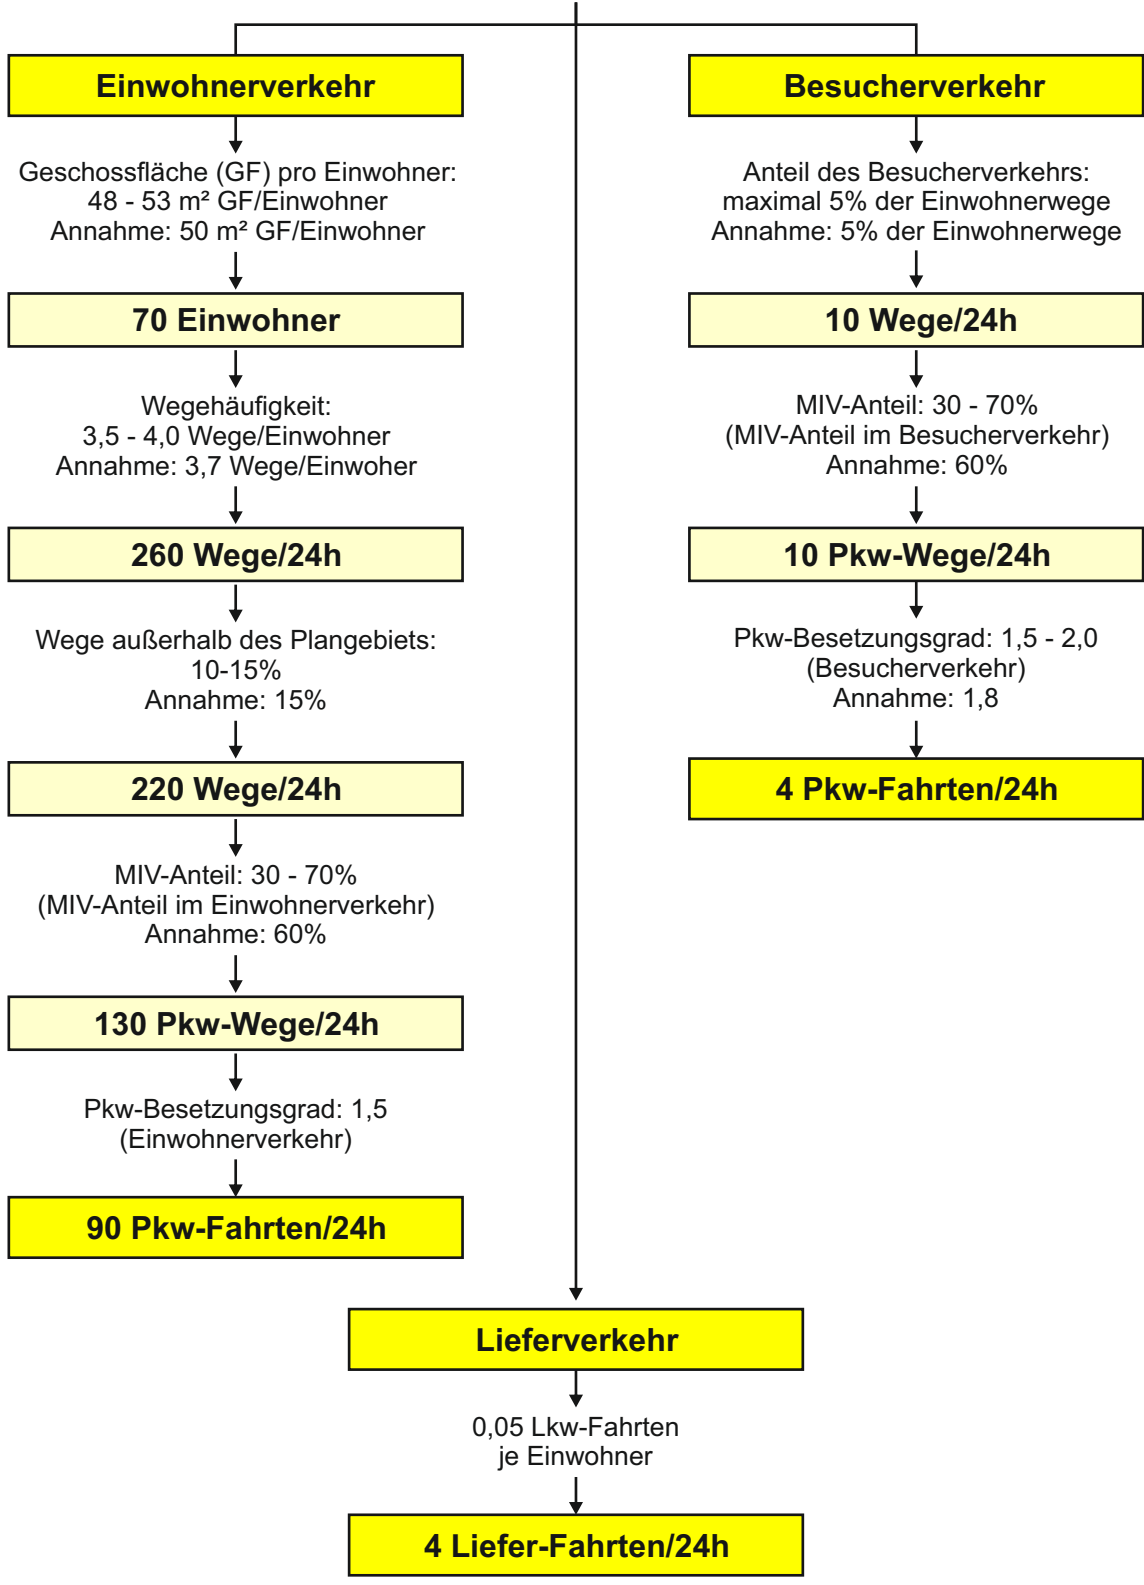 Einwohnerverkehr
Geschossfläche (GF) pro Einwohner:
48 - 53 m² GF/Einwohner
Annahme: 50 m² GF/Einwohner
70 Einwohner
Wegehäufigkeit:
3,5 - 4,0 Wege/Einwohner
Annahme: 3,7 Wege/Einwoher
260 Wege/24h
Wege außerhalb des Plangebiets:
10-15%
Annahme: 15%
220 Wege/24h
MIV-Anteil: 30 - 70%
(MIV-Anteil im Einwohnerverkehr)
Annahme: 60%
130 Pkw-Wege/24h
Pkw-Besetzungsgrad: 1,5
(Einwohnerverkehr)
90 Pkw-Fahrten/24h
Besucherverkehr
Anteil des Besucherverkehrs:
maximal 5% der Einwohnerwege
Annahme: 5% der Einwohnerwege
10 Wege/24h
MIV-Anteil: 30 - 70%
(MIV-Anteil im Besucherverkehr)
Annahme: 60%
10 Pkw-Wege/24h
Pkw-Besetzungsgrad: 1,5 - 2,0
(Besucherverkehr)
Annahme: 1,8
4 Pkw-Fahrten/24h
Lieferverkehr
0,05 Lkw-Fahrten
je Einwohner
4 Liefer-Fahrten/24h